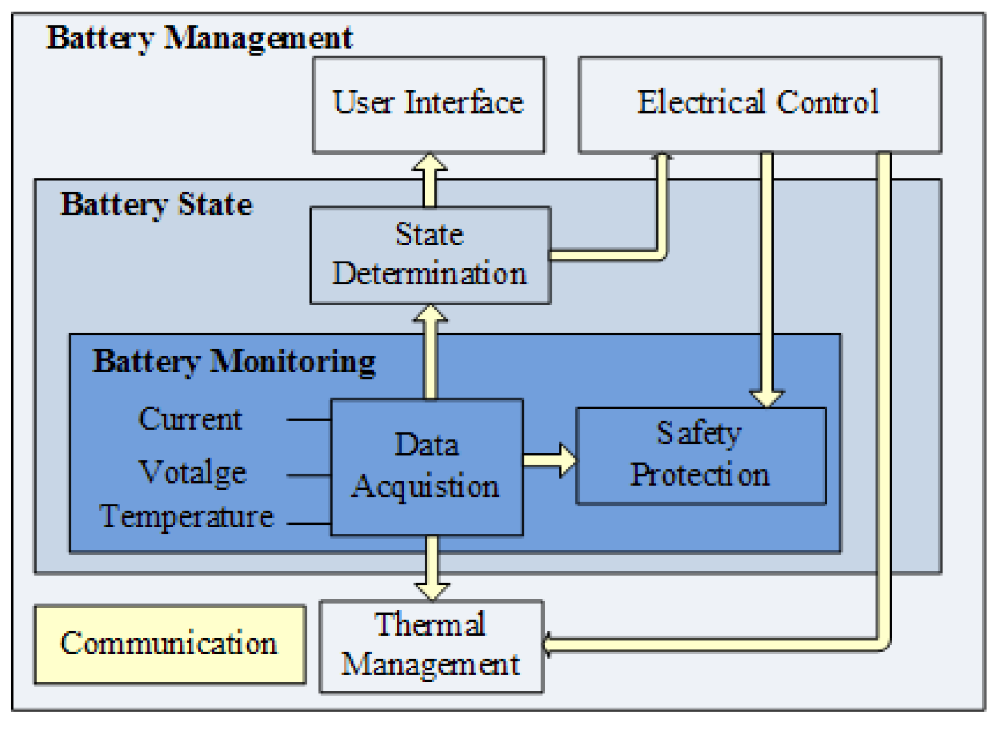 Battery Management
User Interface
Electrical Control
Battery State
State
Determination
Battery Monitoring
Current
Votalge
Temperature
Data
Acquistion
Safety
Protection
Communication
Thermal
Management